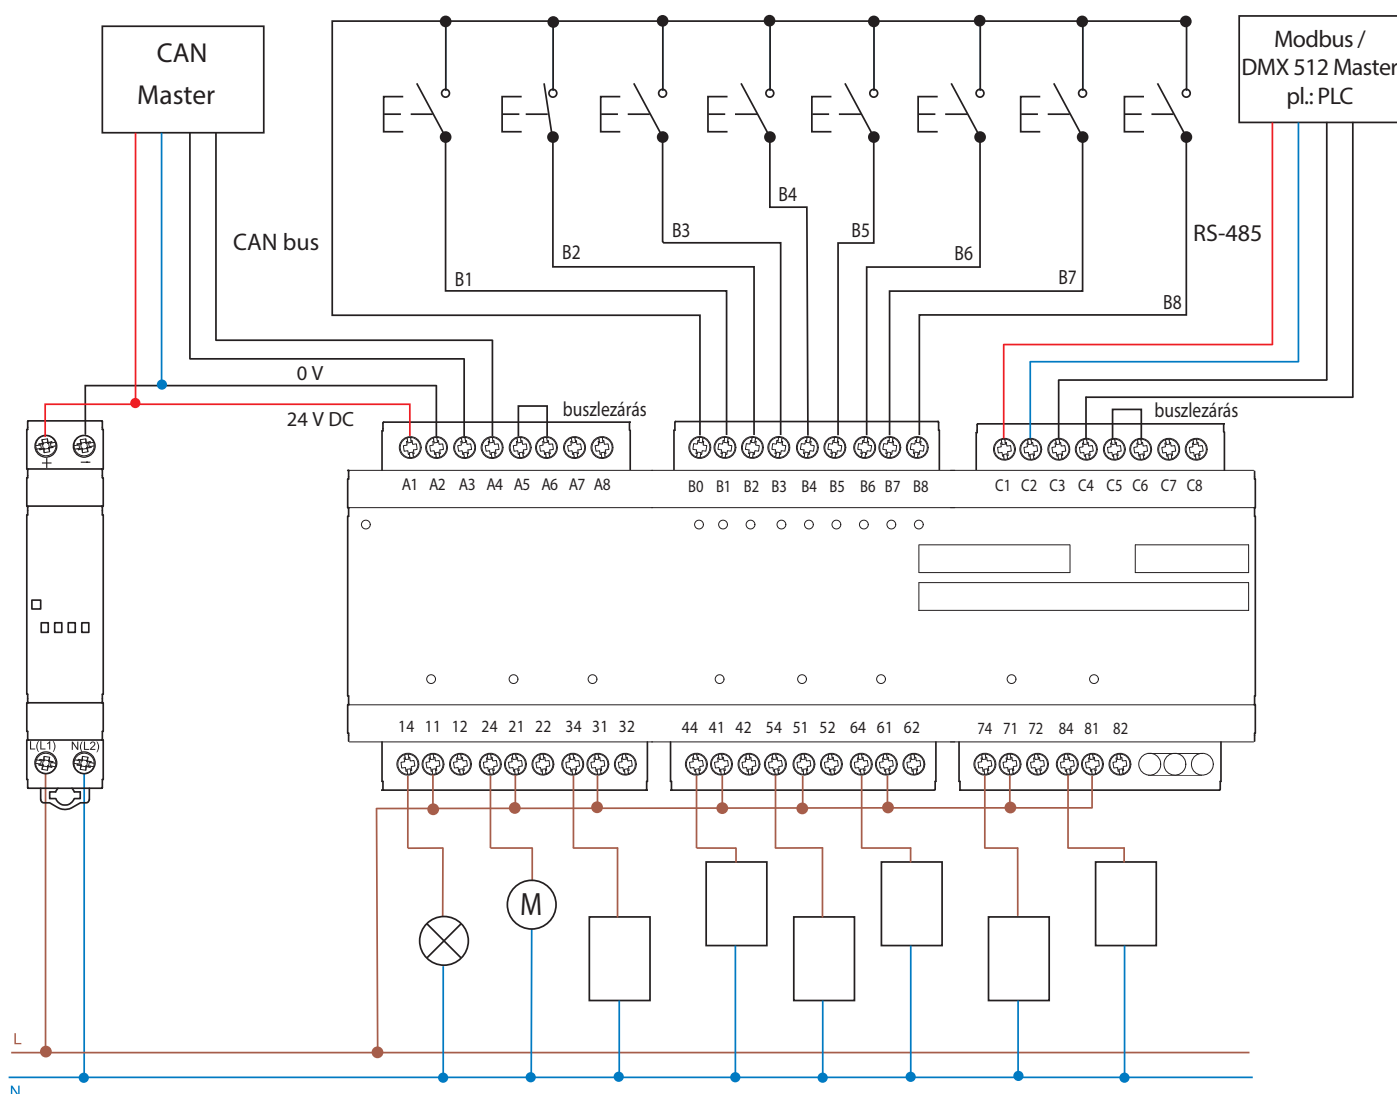 CAN
Master
Modbus /
DMX 512 Master
pl.: PLC
B4
B3
B5
CAN bus
RS-485
B2
B6
B1
B7
B8
0 V
24 V DC
buszlezárás
buszlezárás
+ -
A1 A2 A3 A4 A5 A6 A7 A8
B0 B1 B2 B3 B4 B5 B6 B7 B8
C1 C2 C3 C4 C5 C6 C7 C8
14 11 12 24 21 22 34 31 32
44 41 42 54 51 52 64 61 62
74 71 72 84 81 82
L(L1) N(L2)
M
L
N